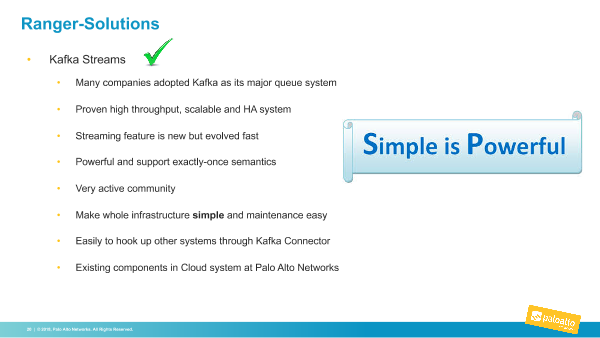 Ranger-Solutions
• Kafka Streams
• Many companies adopted Kafka as its major queue system
• Proven high throughput, scalable and HA system
• Streaming feature is new but evolved fast
• Powerful and support exactly-once semantics
• Very active community
• Make whole infrastructure simple and maintenance easy
• Easily to hook up other systems through Kafka Connector
• Existing components in Cloud system at Palo Alto Networks
Simple is Powerful
paloalto
| © 2018, Palo Alto Networks. All Rights Reserved.